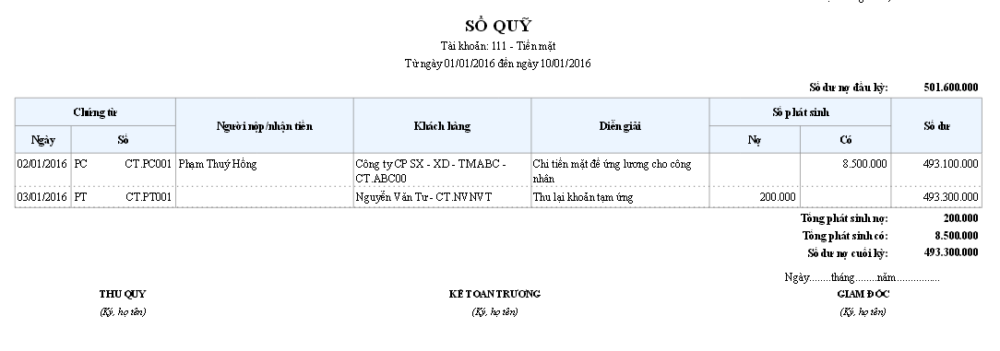 SỔ QUỸ
Tài khoản: 111 - Tiền mặt
Từ ngày 01/01/2016 đến ngày 10/01/2016
Số dư nợ đầu kỳ: 501.600.000
Chứng từ Người nộp/nhận tiền Khách hàng Diễn giải Số phát sinh Số dư
Ngày Số Nợ Có
02/01/2016 PC CT.PC001 Phạm Thuý Hồng Công ty CP SX - XD - TMABC - Chi tiền mặt để ứng lương cho công 8.500.000 493.100.000
CT.ABC00 nhân
03/01/2016 PT CT.PT001 Nguyễn Văn Tư - CT.NVNVT Thu lại khoản tạm ứng 200.000 493.300.000
Tổng phát sinh nợ: 200.000
Tổng phát sinh có: 8.500.000
Số dư nợ cuối kỳ: 493.300.000
Ngày........tháng........năm................
THỦ QUỸ KẾ TOÁN TRƯỞNG GIÁM ĐỐC
(Ký, họ tên) (Ký, họ tên) (Ký, họ tên)